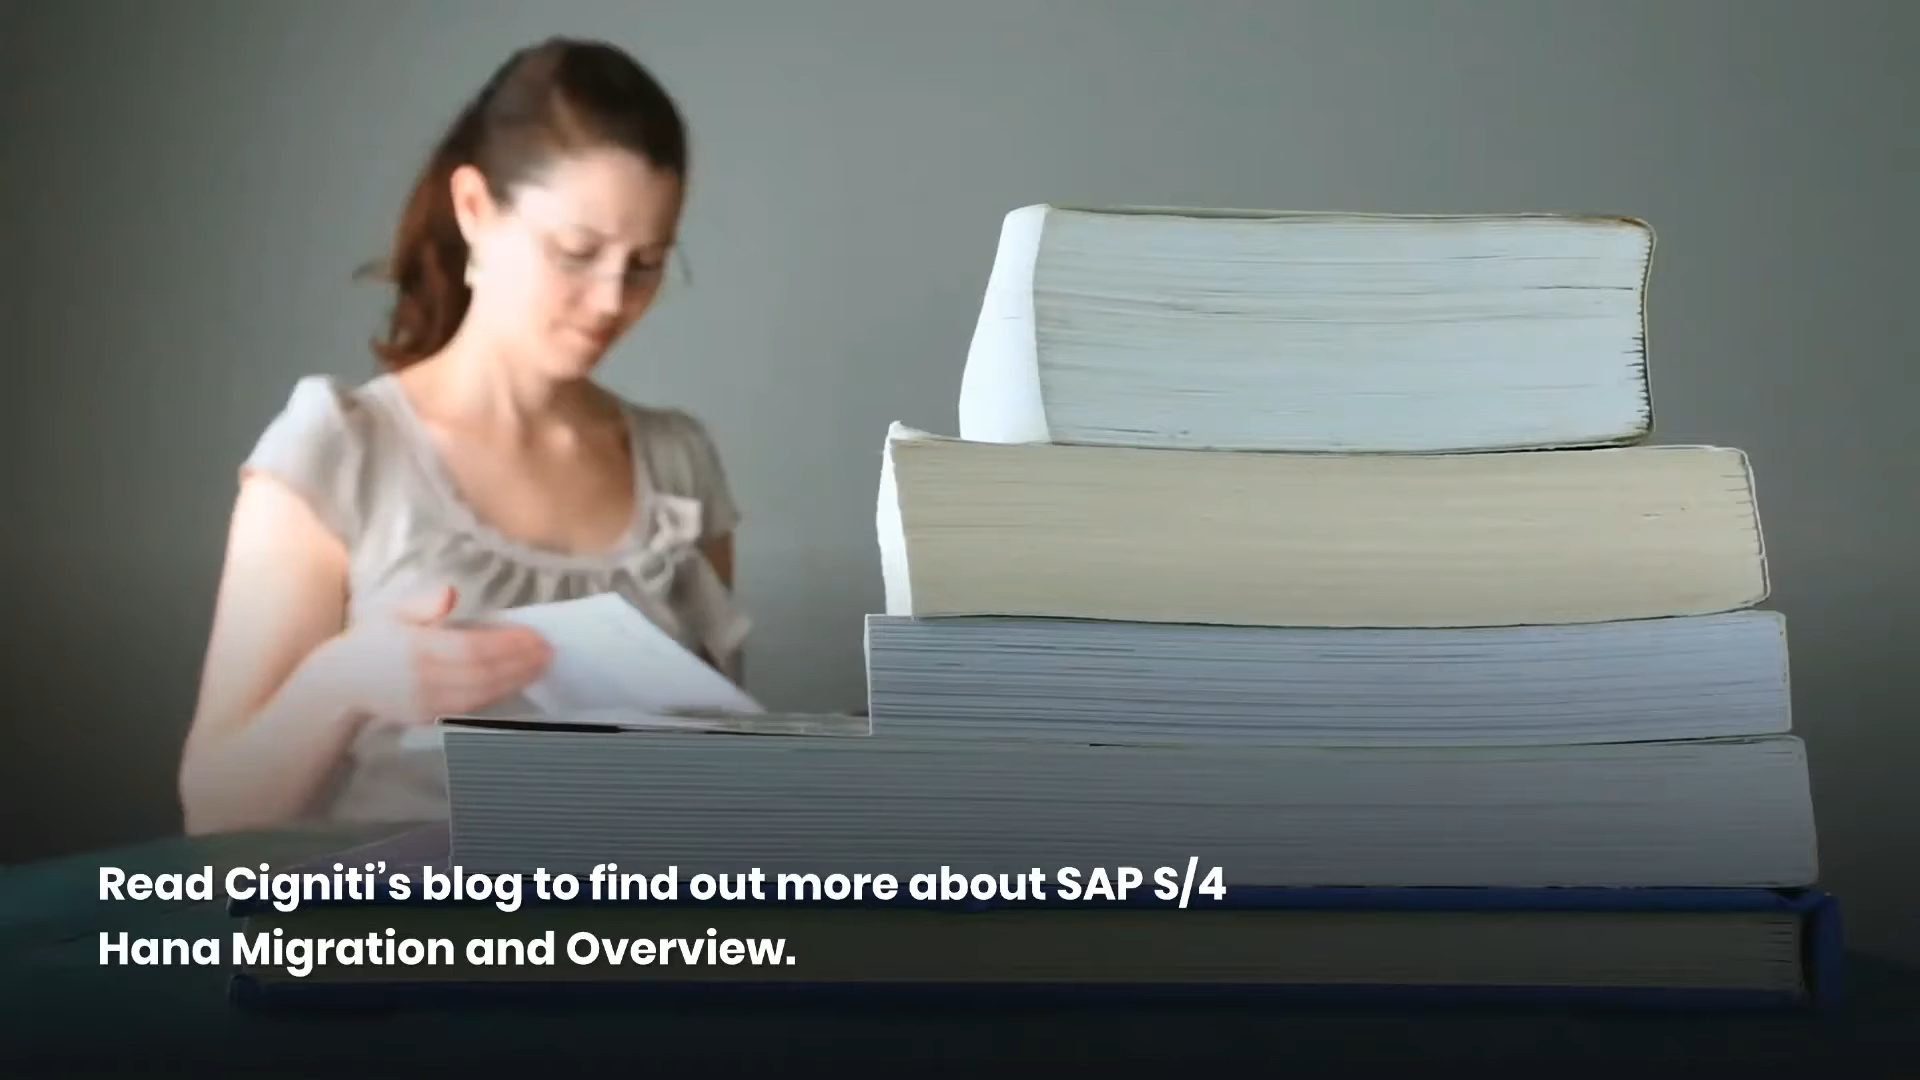 Read Cigniti’s blog to find out more about SAP S/4
Hana Migration and Overview.